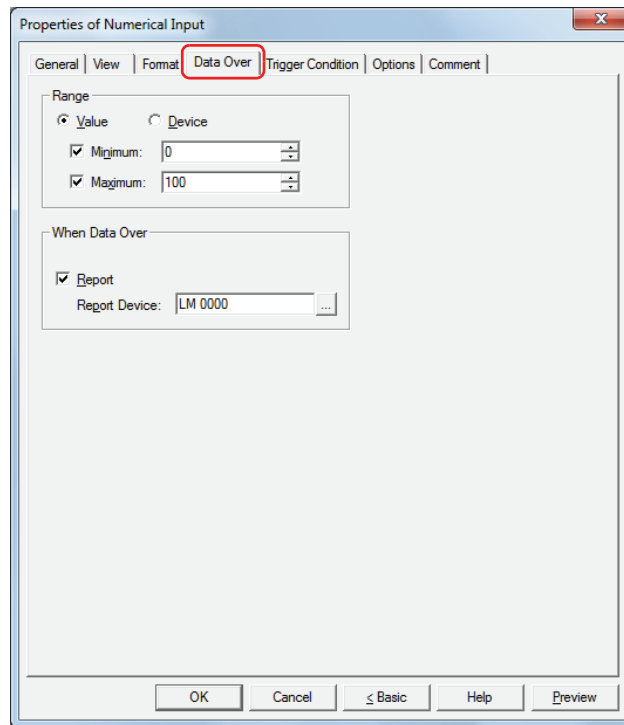 Properties of Numerical Input
General View Format Data Over Trigger Condition Options Comment
Range
Value Device
Minimum: 0
Maximum: 100
When Data Over
Report
Report Device: LM 0000 ...
OK Cancel < Basic Help Preview